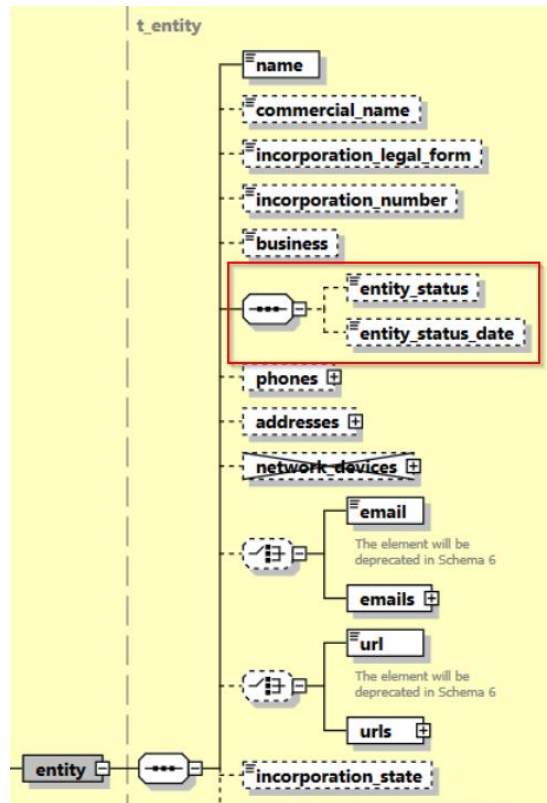 t_entity
name
commercial_name
incorporation_legal_form
incorporation_number
business
entity_status
entity_status_date
phones
addresses
network_devices
email
The element will be
deprecated in Schema 6
emails
url
The element will be
deprecated in Schema 6
urls
entity
incorporation_state